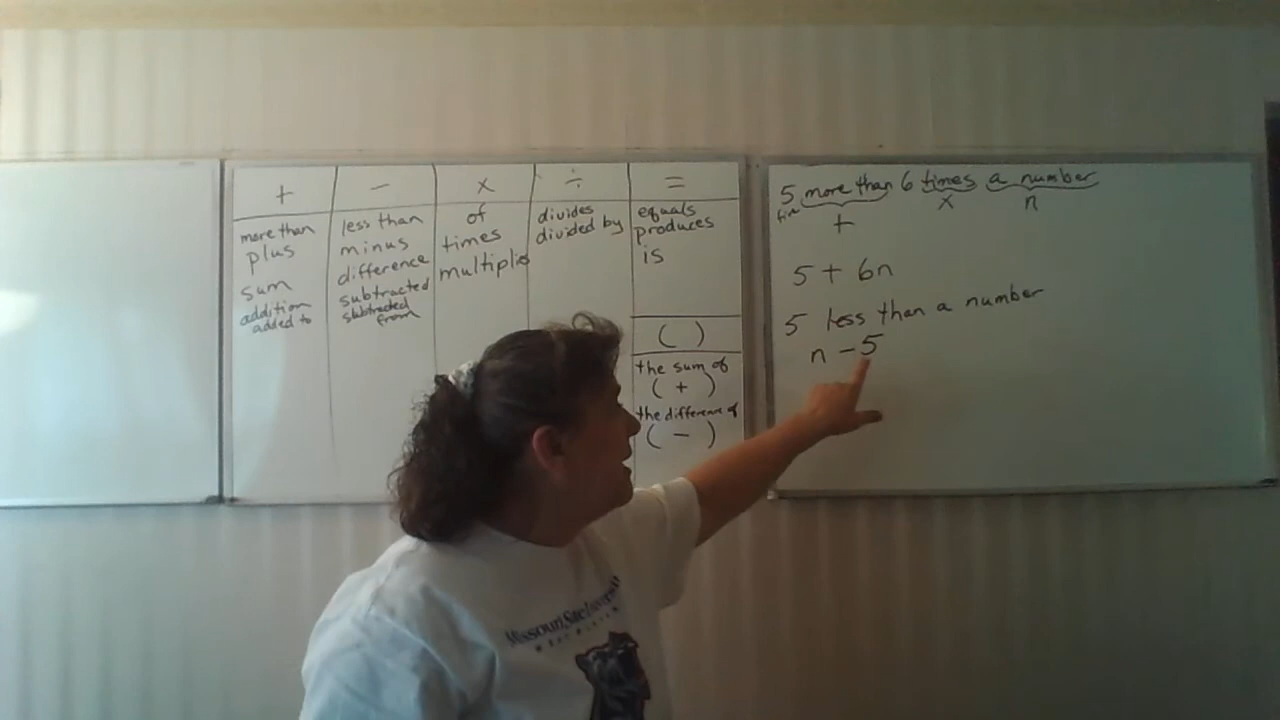 + − × ÷ =
more than
plus
sum
addition
added to
less than
minus
difference
subtracted
subtracted
from
of
times
multiplie
divides
divided by
equals
produces
is
( )
the sum of
( + )
the difference of
( − )
5 more than 6 times a number
+ × n
5 + 6n
5 less than a number
n − 5
Missouri